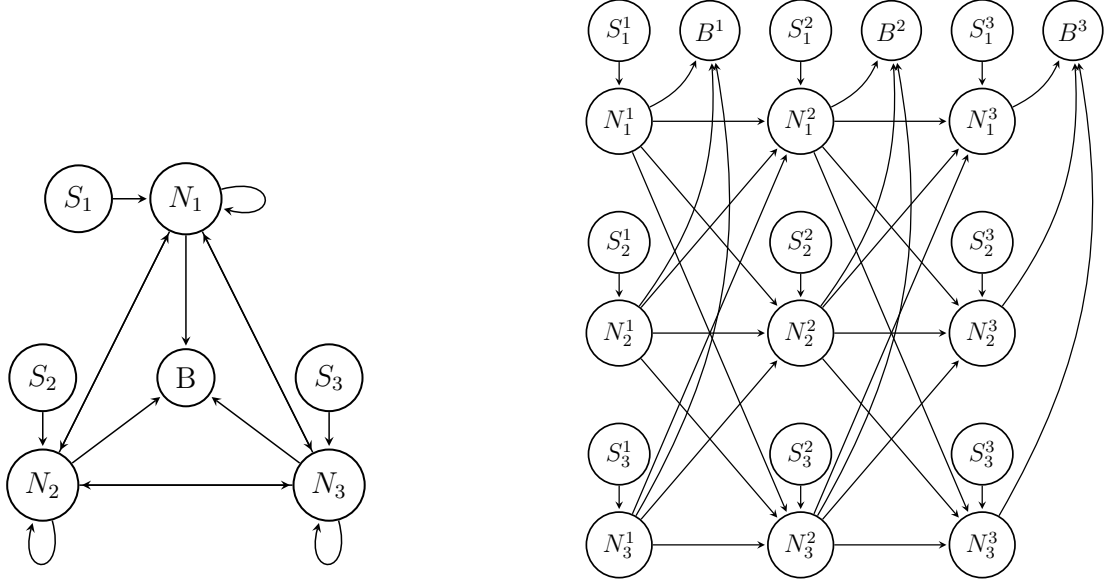 S₁ N₁
S₂ B S₃
N₂ N₃
S₁¹ B¹ S₁² B² S₁³ B³
N₁¹ N₁² N₁³
S₂¹ S₂² S₂³
N₂¹ N₂² N₂³
S₃¹ S₃² S₃³
N₃¹ N₃² N₃³